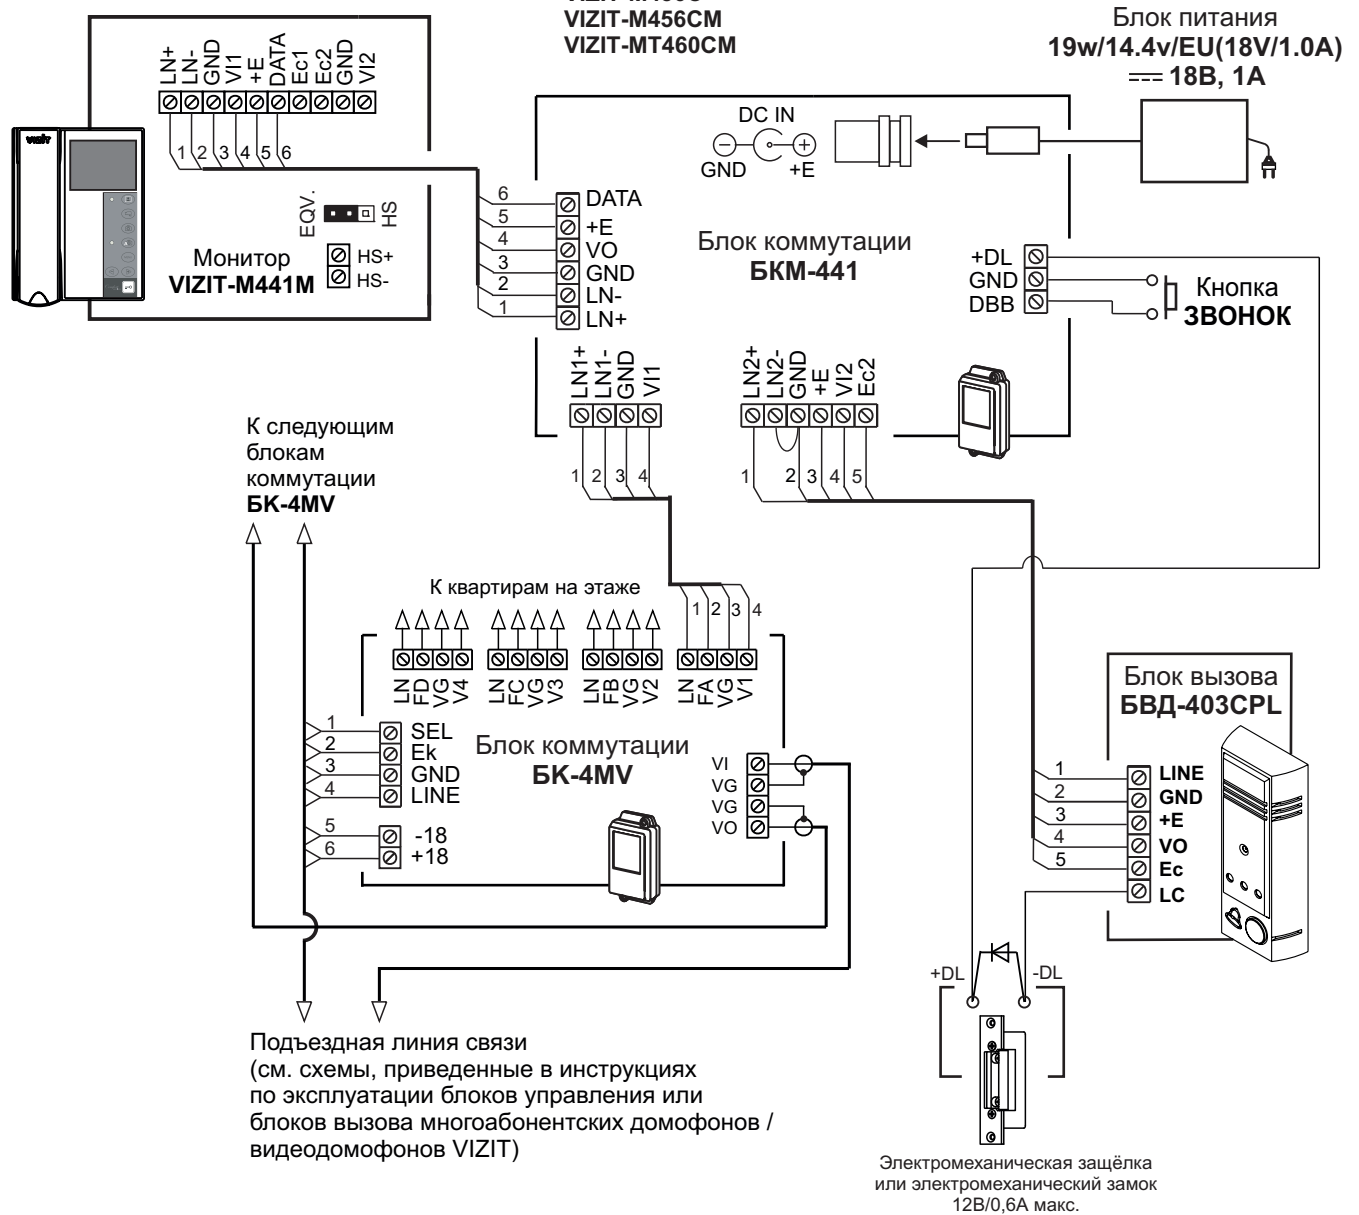 VIZIT-M456CM
VIZIT-MT460CM
Блок питания
19w/14.4v/EU(18V/1.0A)
18В, 1А
LN+
LN-
GND
VI1
+E
DATA
Ec1
Ec2
GND
VI2
1 2 3 4 5 6
VIZIT
EQV.
HS
Монитор
VIZIT-M441M
HS+
HS-
DC IN
GND
+E
6
5
4
3
2
1
DATA
+E
VO
GND
LN-
LN+
Блок коммутации
БКМ-441
+DL
GND
DBB
Кнопка
ЗВОНОК
LN1+
LN1-
GND
VI1
LN2+
LN2-
GND
+E
VI2
Ec2
1 2 3 4
1 2 3 4 5
К следующим
блокам
коммутации
БК-4MV
К квартирам на этаже
1 2 3 4
LN
FD
VG
V4
LN
FC
VG
V3
LN
FB
VG
V2
LN
FA
VG
V1
1
2
3
4
5
6
SEL
Ek
GND
LINE
-18
+18
Блок коммутации
БК-4MV
VI
VG
VG
VO
Блок вызова
БВД-403CPL
1
2
3
4
5
LINE
GND
+E
VO
Ec
LC
+DL
-DL
Подъездная линия связи
(см. схемы, приведенные в инструкциях
по эксплуатации блоков управления или
блоков вызова многоабонентских домофонов /
видеодомофонов VIZIT)
Электромеханическая защёлка
или электромеханический замок
12В/0,6А макс.